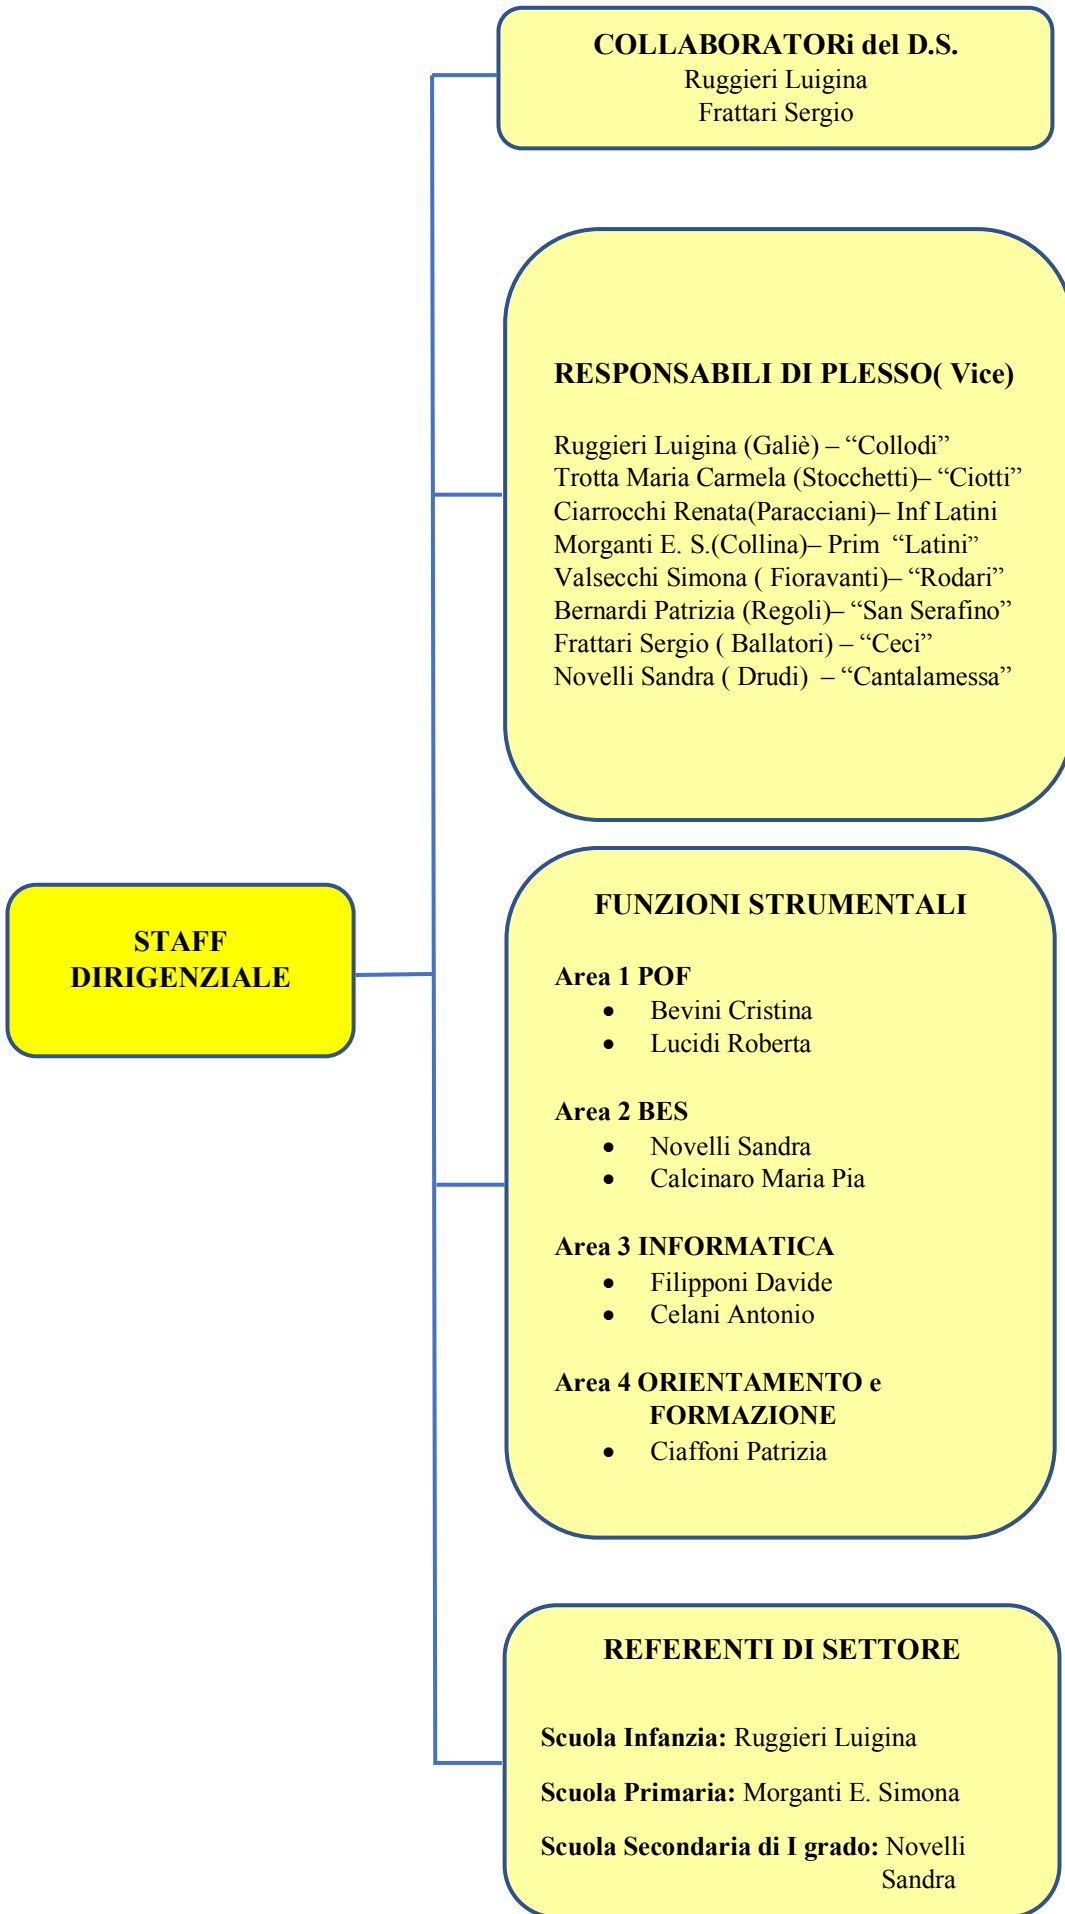 COLLABORATORi del D.S.
Ruggieri Luigina
Frattari Sergio
RESPONSABILI DI PLESSO( Vice)
Ruggieri Luigina (Galiè) – “Collodi”
Trotta Maria Carmela (Stocchetti)– “Ciotti”
Ciarrocchi Renata(Paracciani)– Inf Latini
Morganti E. S.(Collina)– Prim “Latini”
Valsecchi Simona ( Fioravanti)– “Rodari”
Bernardi Patrizia (Regoli)– “San Serafino”
Frattari Sergio ( Ballatori) – “Ceci”
Novelli Sandra ( Drudi) – “Cantalamessa”
STAFF
DIRIGENZIALE
FUNZIONI STRUMENTALI
Area 1 POF
• Bevini Cristina
• Lucidi Roberta
Area 2 BES
• Novelli Sandra
• Calcinaro Maria Pia
Area 3 INFORMATICA
• Filipponi Davide
• Celani Antonio
Area 4 ORIENTAMENTO e
FORMAZIONE
• Ciaffoni Patrizia
REFERENTI DI SETTORE
Scuola Infanzia: Ruggieri Luigina
Scuola Primaria: Morganti E. Simona
Scuola Secondaria di I grado: Novelli
Sandra